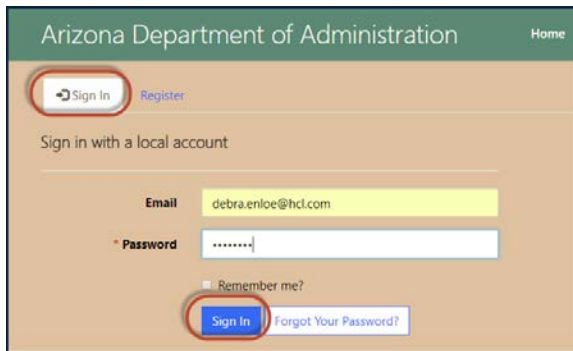 Arizona Department of Administration Home
Sign In Register
Sign in with a local account
Email debra.enloe@hcl.com
* Password ••••••••
Remember me?
Sign In Forgot Your Password?